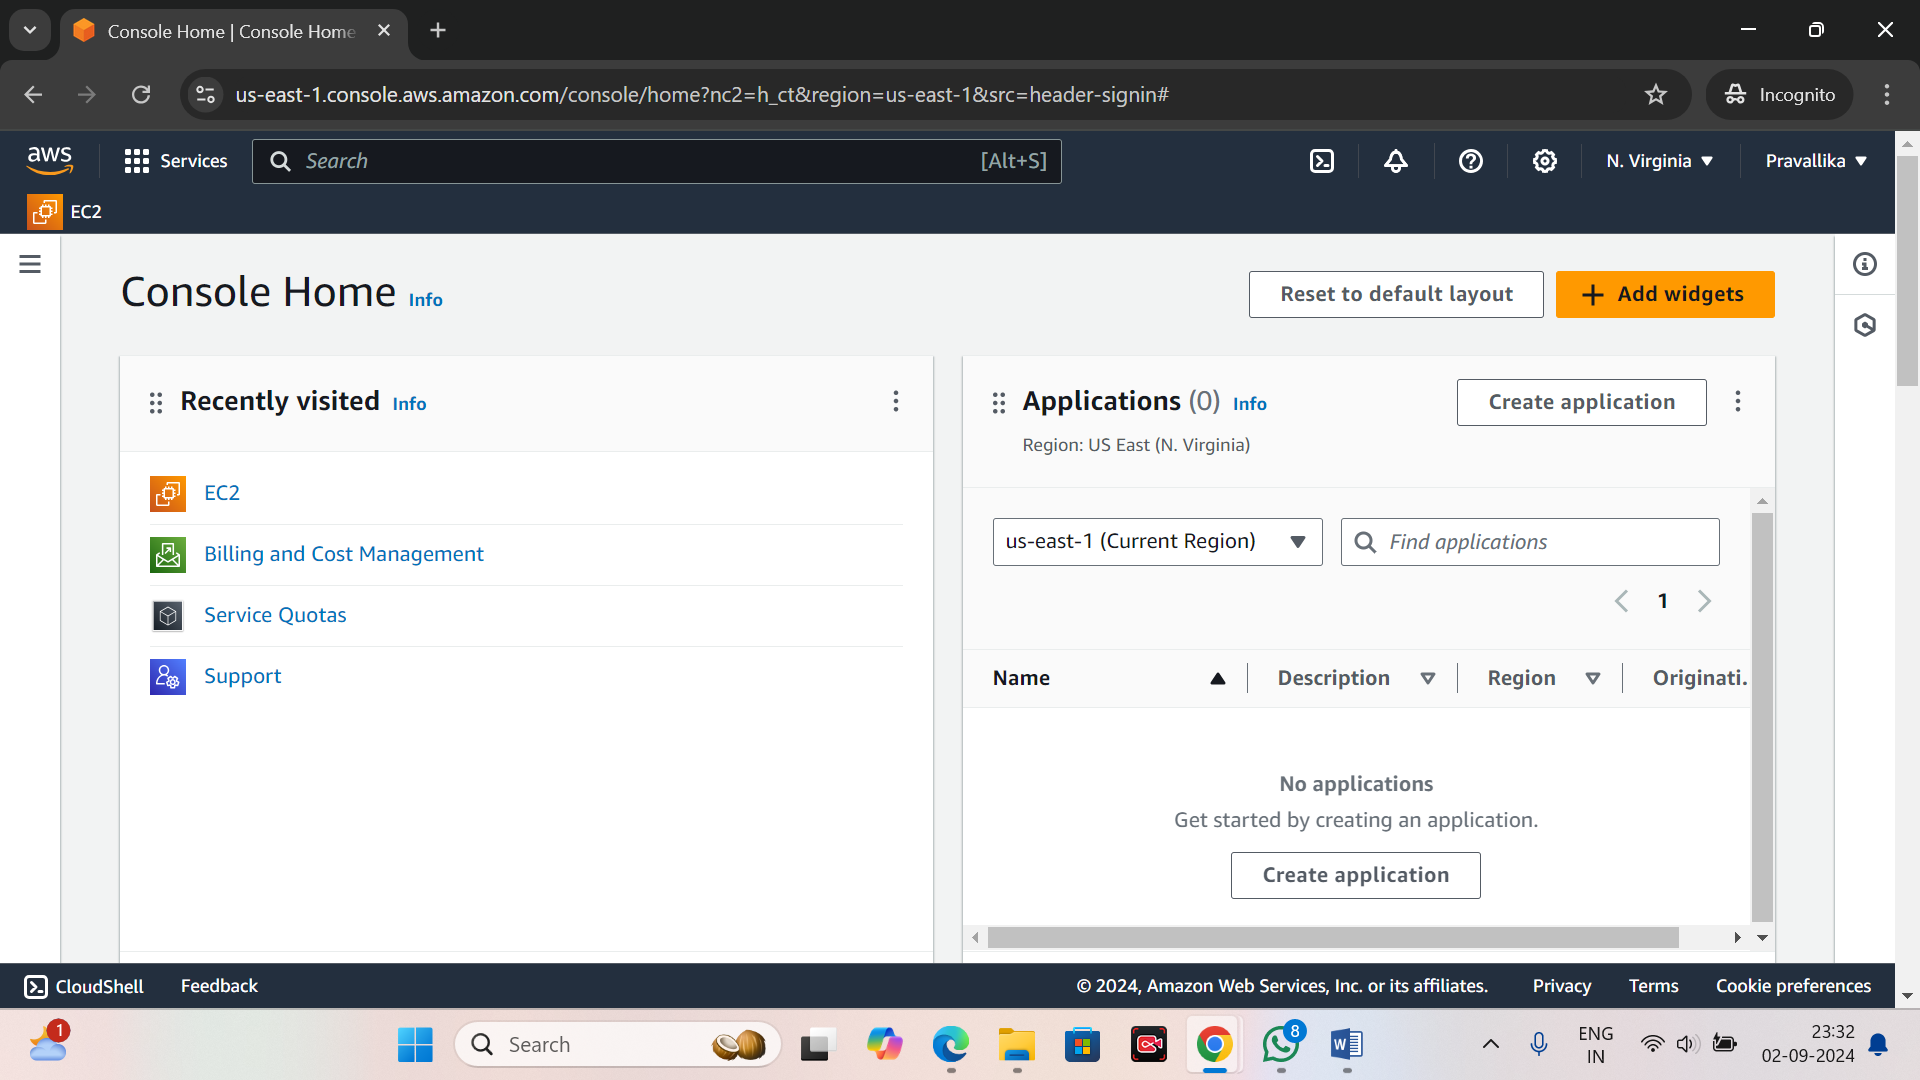 Console Home | Console Home
us-east-1.console.aws.amazon.com/console/home?nc2=h_ct&region=us-east-1&src=header-signin#
Incognito
aws
Services
Search
[Alt+S]
N. Virginia
Pravallika
EC2
Console Home Info
Reset to default layout
Add widgets
Recently visited Info
EC2
Billing and Cost Management
Service Quotas
Support
Applications (0) Info
Create application
Region: US East (N. Virginia)
us-east-1 (Current Region)
Find applications
1
Name Description Region Originati.
No applications
Get started by creating an application.
Create application
CloudShell
Feedback
© 2024, Amazon Web Services, Inc. or its affiliates.
Privacy
Terms
Cookie preferences
1
Search
8
W
ENG
IN
23:32
02-09-2024